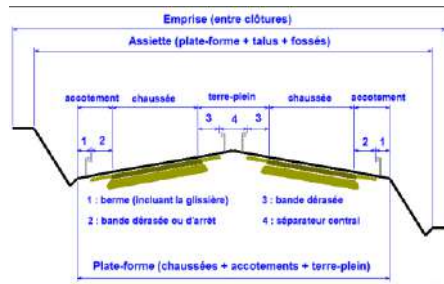 Emprise (entre clôtures)
Assiette (plate-forme + talus + fossés)
accotement chaussée terre-plein chaussée accotement
1 2 3 4 3 2 1
1 : berme (incluant la glissière) 3 : bande dérasée
2 : bande dérasée ou d'arrêt 4 : séparateur central
Plate-forme (chaussées + accotements + terre-plein)